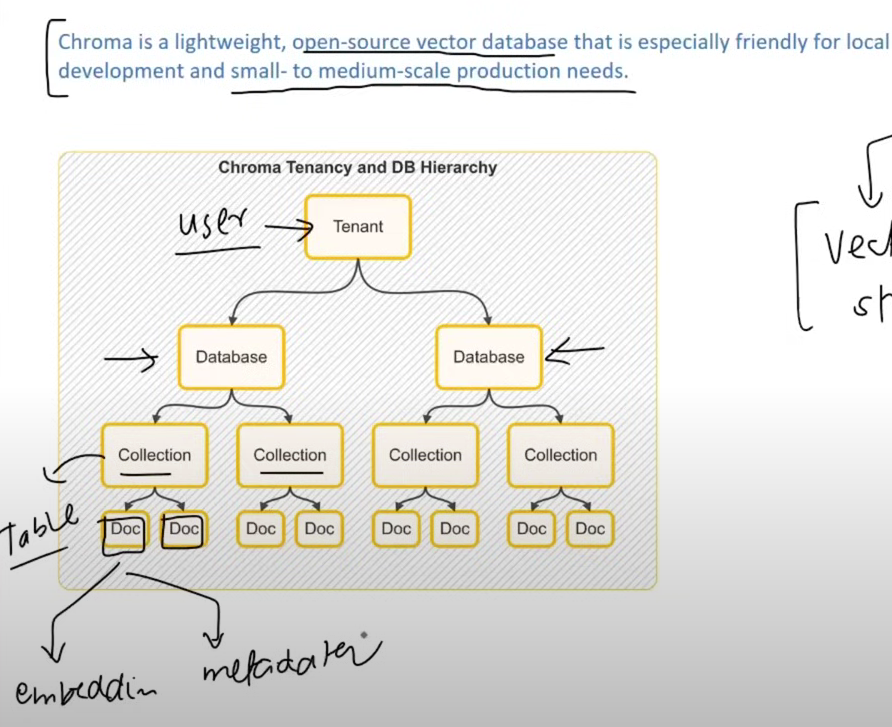 Chroma is a lightweight, open-source vector database that is especially friendly for local
development and small- to medium-scale production needs.
Chroma Tenancy and DB Hierarchy
user
Tenant
Database Database
Collection Collection Collection Collection
Table
Doc Doc Doc Doc Doc Doc Doc Doc
embeddin
metadata